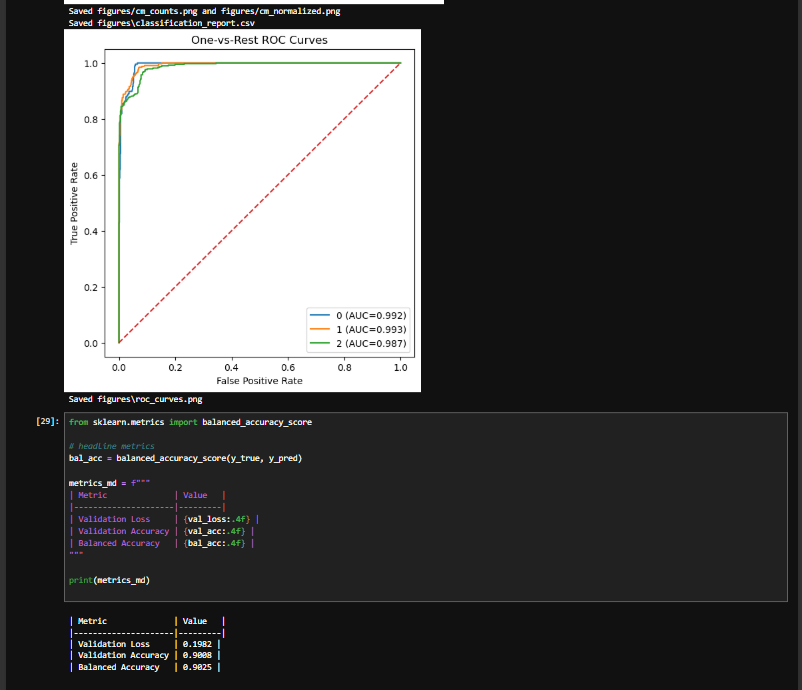 Saved figures/cm_counts.png and figures/cm_normalized.png
Saved figures\classification_report.csv
One-vs-Rest ROC Curves
1.0
0.8
0.6
0.4
0.2
0.0
True Positive Rate
0 (AUC=0.992)
1 (AUC=0.993)
2 (AUC=0.987)
0.0 0.2 0.4 0.6 0.8 1.0
False Positive Rate
Saved figures\roc_curves.png
[29]: from sklearn.metrics import balanced_accuracy_score
# headline metrics
bal_acc = balanced_accuracy_score(y_true, y_pred)
metrics_md = f"""
| Metric | Value |
|----------------------|---------|
| Validation Loss | {val_loss:.4f} |
| Validation Accuracy | {val_acc:.4f} |
| Balanced Accuracy | {bal_acc:.4f} |
"""
print(metrics_md)
| Metric | Value |
|----------------------|---------|
| Validation Loss | 0.1982 |
| Validation Accuracy | 0.9008 |
| Balanced Accuracy | 0.9025 |